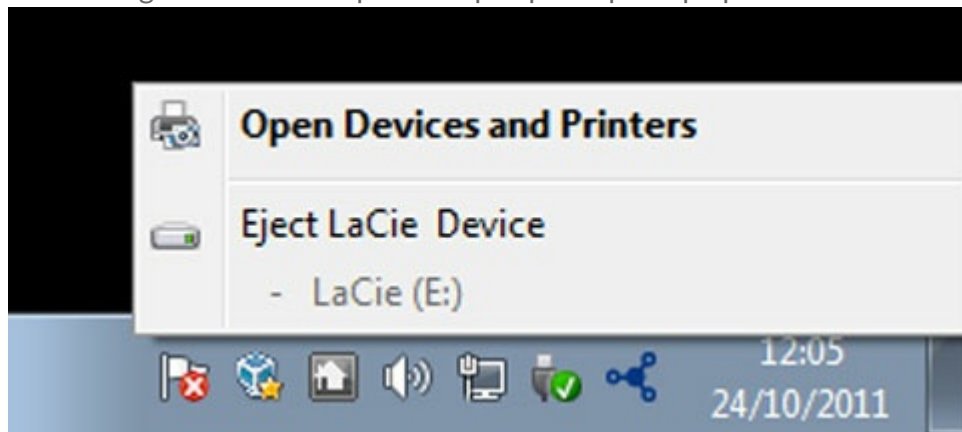 Open Devices and Printers
Eject LaCie  Device
- LaCie (E:)
12:05
24/10/2011